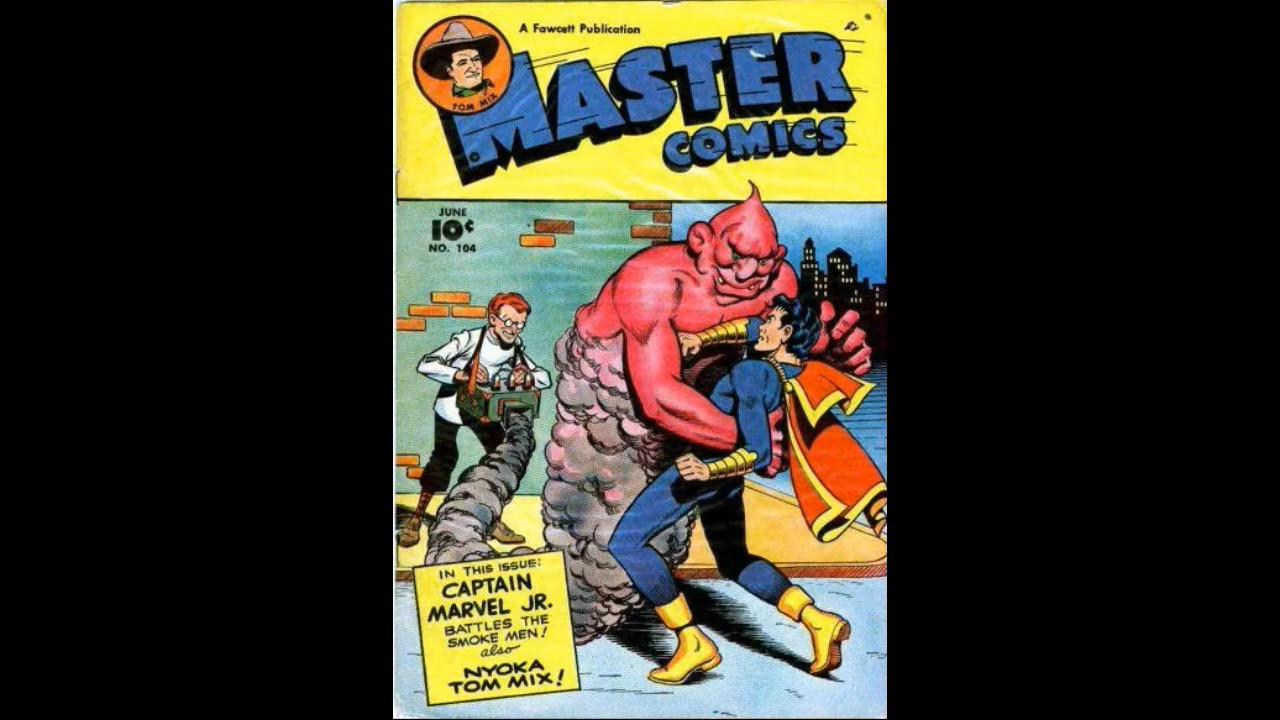 A Fawcett Publication
TOM MIX
MASTER
COMICS
JUNE
10¢
NO. 104
IN THIS ISSUE:
CAPTAIN
MARVEL JR.
BATTLES THE
SMOKE MEN!
also
NYOKA
TOM MIX!